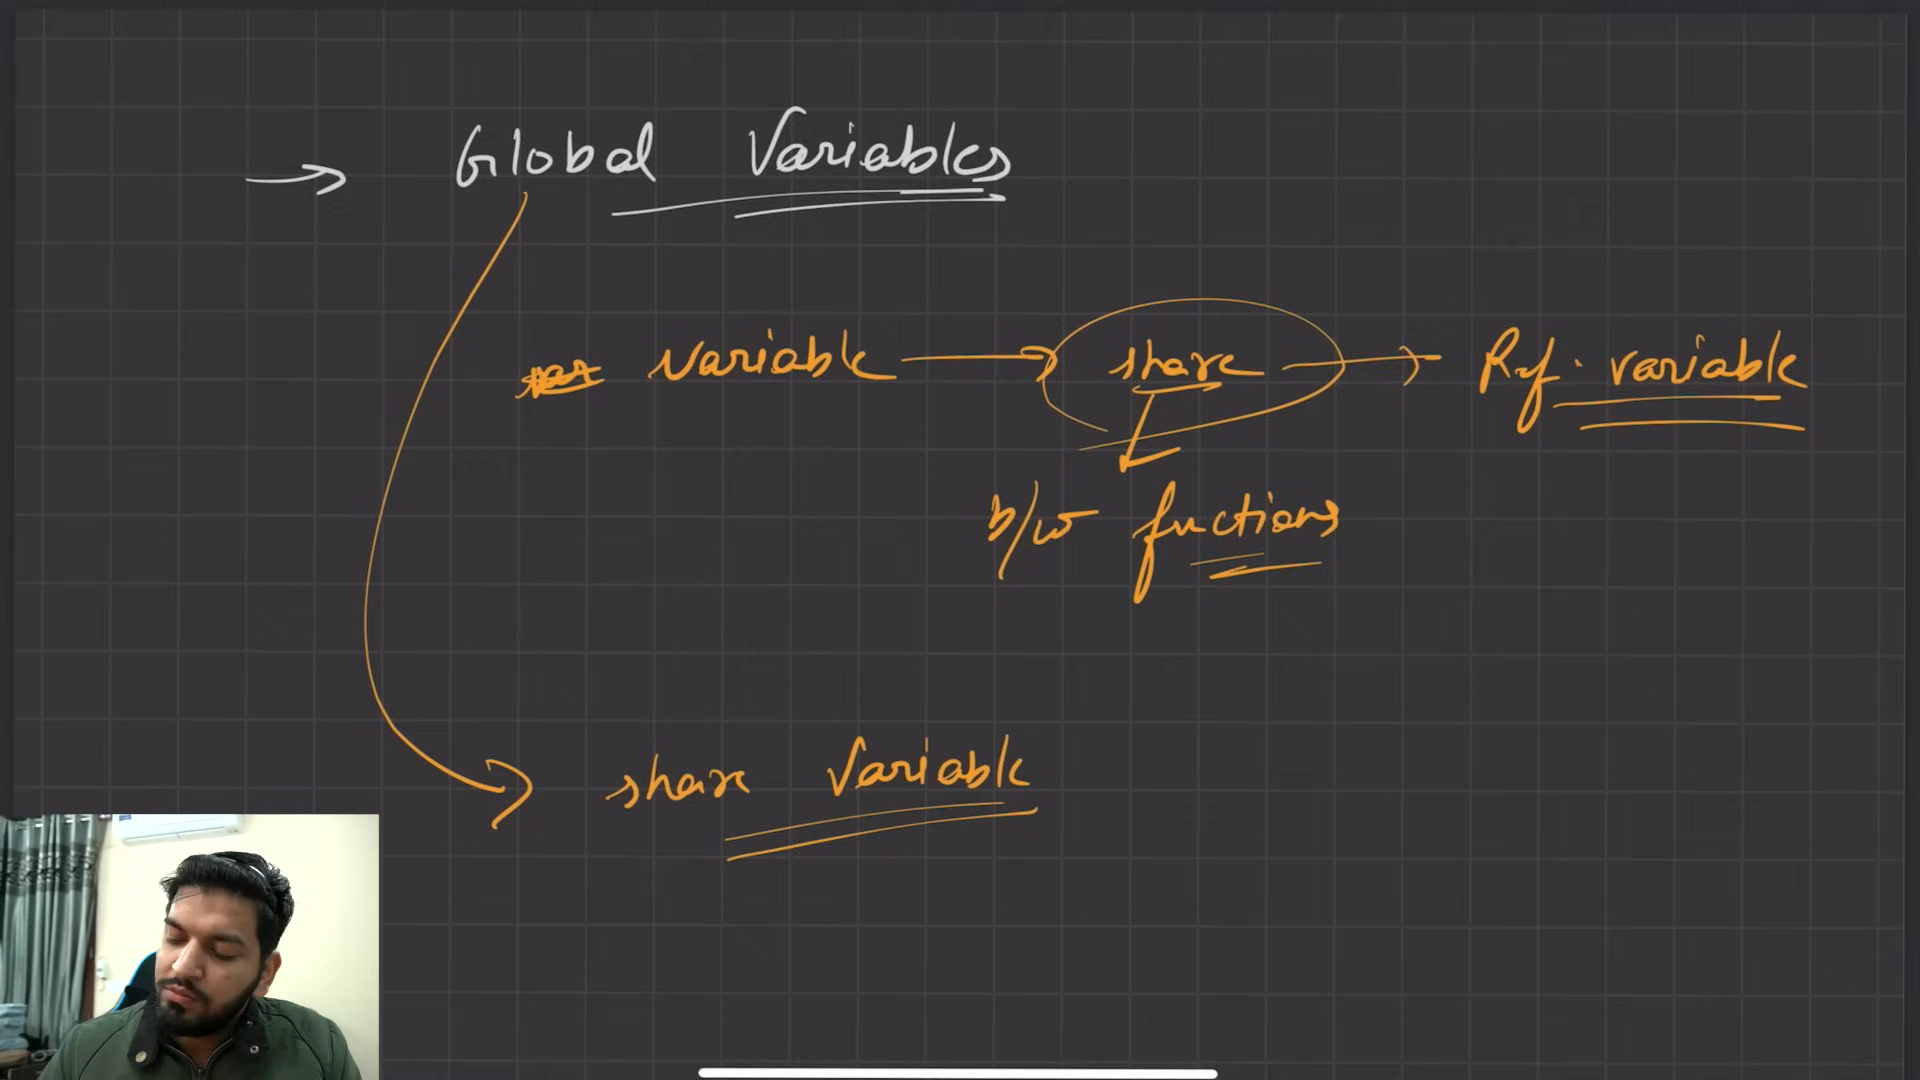 → Global Variables
Variable → share → Ref. variable
b/w fuctions
share Variable